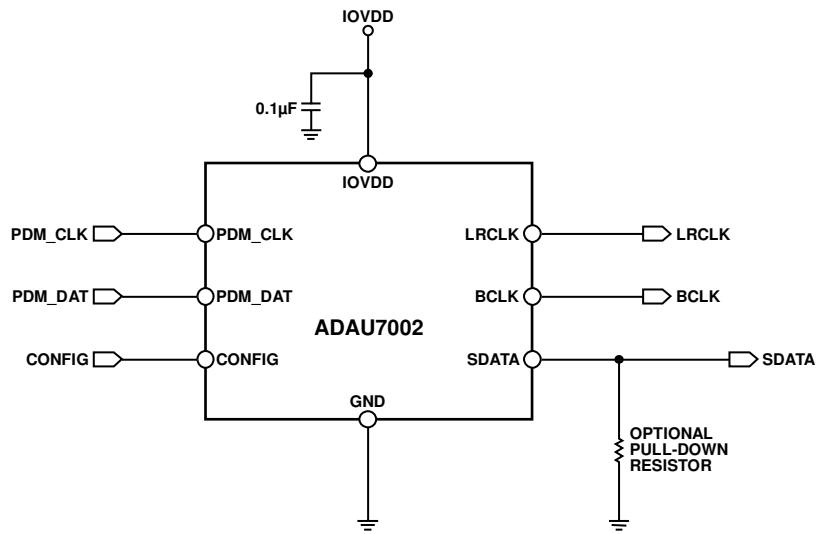 IOVDD
0.1µF
IOVDD
PDM_CLK PDM_CLK LRCLK LRCLK
PDM_DAT PDM_DAT BCLK BCLK
ADAU7002
CONFIG CONFIG SDATA SDATA
GND
OPTIONAL
PULL-DOWN
RESISTOR